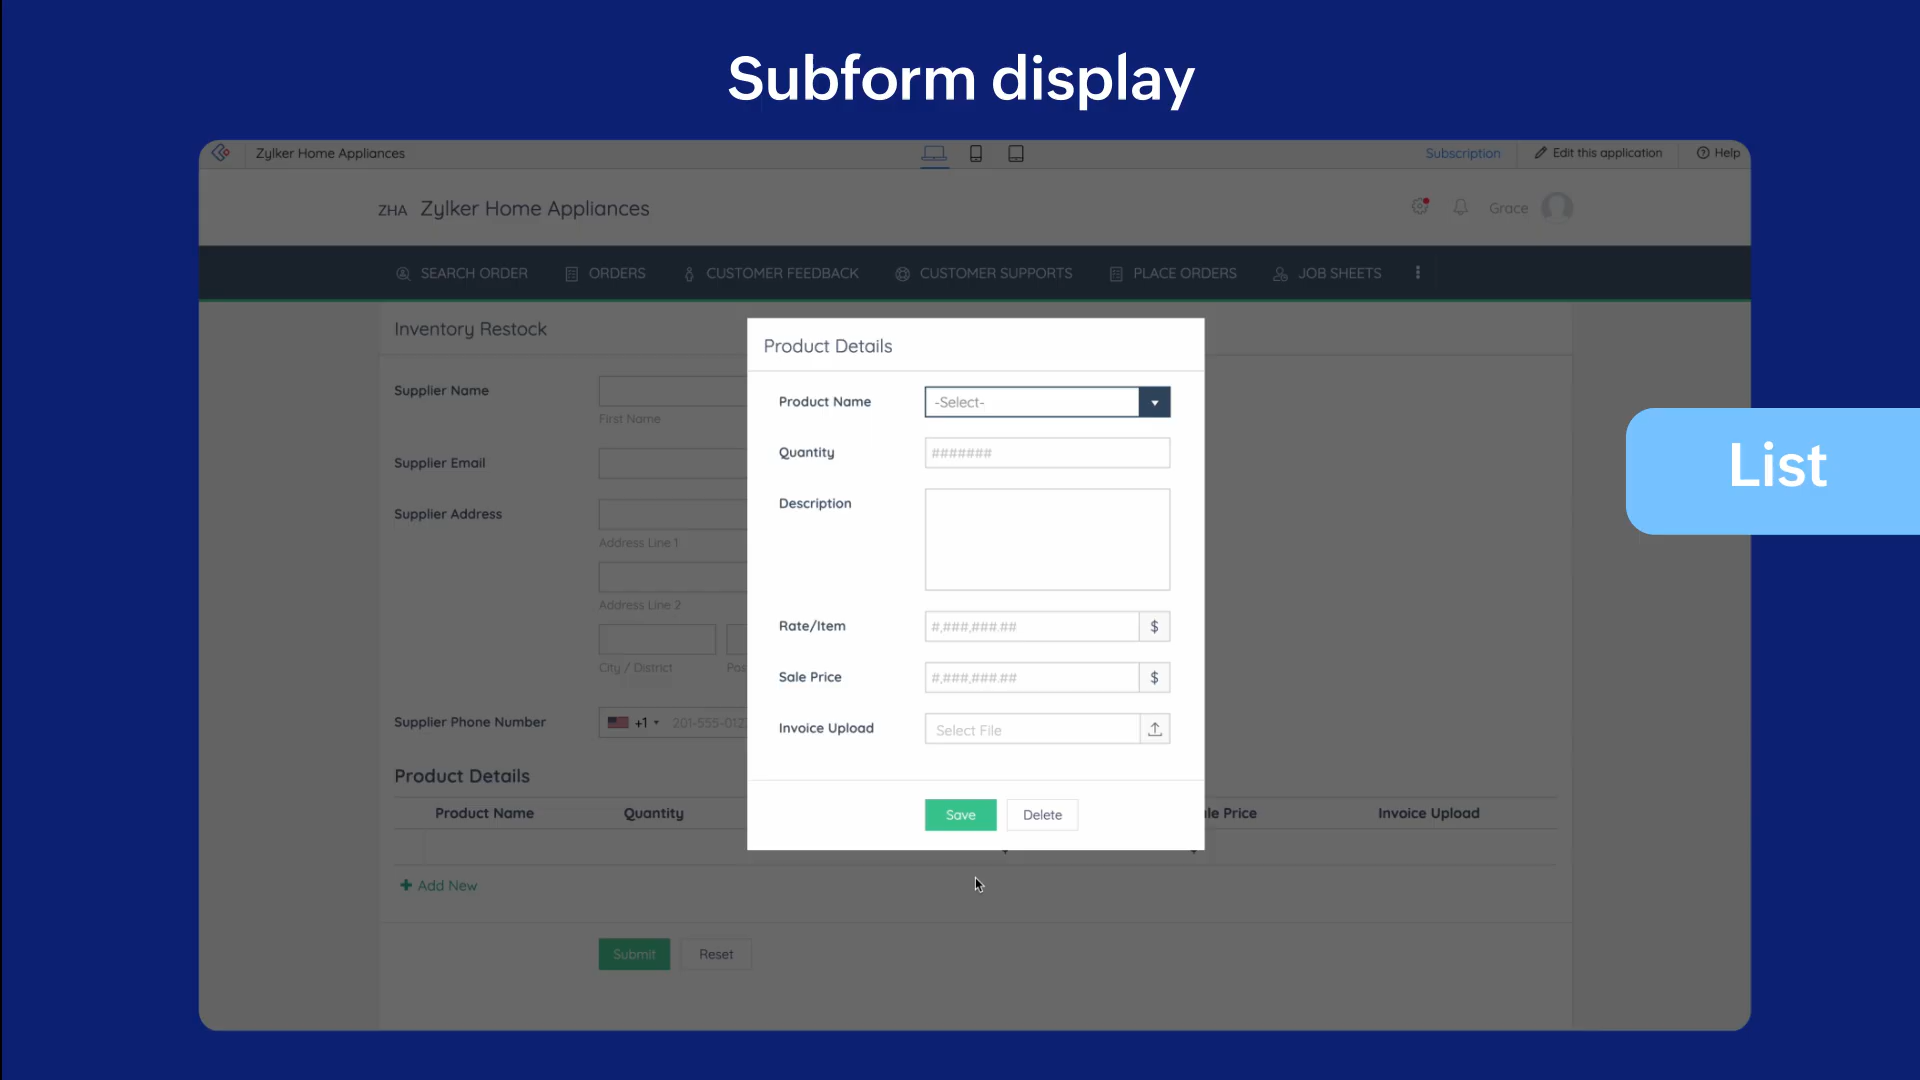 Subform display
Zylker Home Appliances
Subscription
Edit this application
Help
ZHA Zylker Home Appliances
Grace
SEARCH ORDER
ORDERS
CUSTOMER FEEDBACK
CUSTOMER SUPPORTS
PLACE ORDERS
JOB SHEETS
Inventory Restock
Supplier Name
First Name
Supplier Email
Supplier Address
Address Line 1
Address Line 2
City / District
Supplier Phone Number
+1
Product Details
Product Name
Quantity
Invoice Upload
+ Add New
Submit
Reset
Product Details
Product Name
-Select-
Quantity
#######
Description
Rate/Item
#,###,###.##
$
Sale Price
#,###,###.##
$
Invoice Upload
Select File
Save
Delete
List